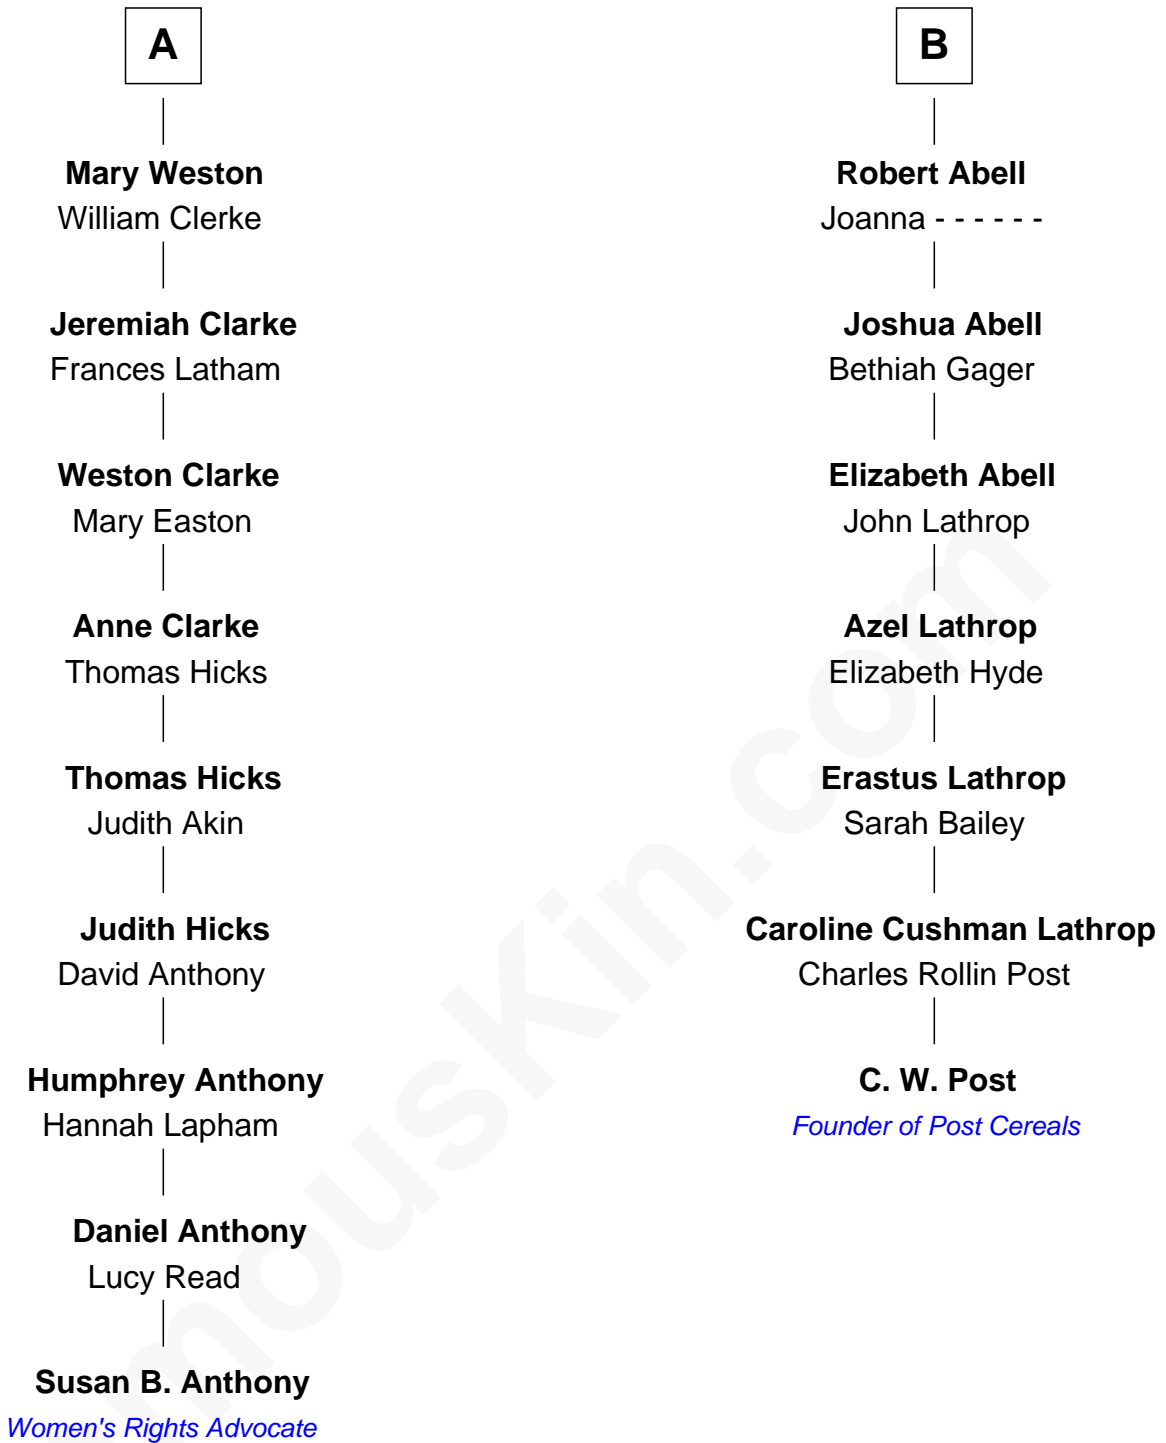 A
Mary Weston
William Clerke
Jeremiah Clarke
Frances Latham
Weston Clarke
Mary Easton
Anne Clarke
Thomas Hicks
Thomas Hicks
Judith Akin
Judith Hicks
David Anthony
Humphrey Anthony
Hannah Lapham
Daniel Anthony
Lucy Read
Susan B. Anthony
Women's Rights Advocate
B
Robert Abell
Joanna - - - - - -
Joshua Abell
Bethiah Gager
Elizabeth Abell
John Lathrop
Azel Lathrop
Elizabeth Hyde
Erastus Lathrop
Sarah Bailey
Caroline Cushman Lathrop
Charles Rollin Post
C. W. Post
Founder of Post Cereals
mouskin.com